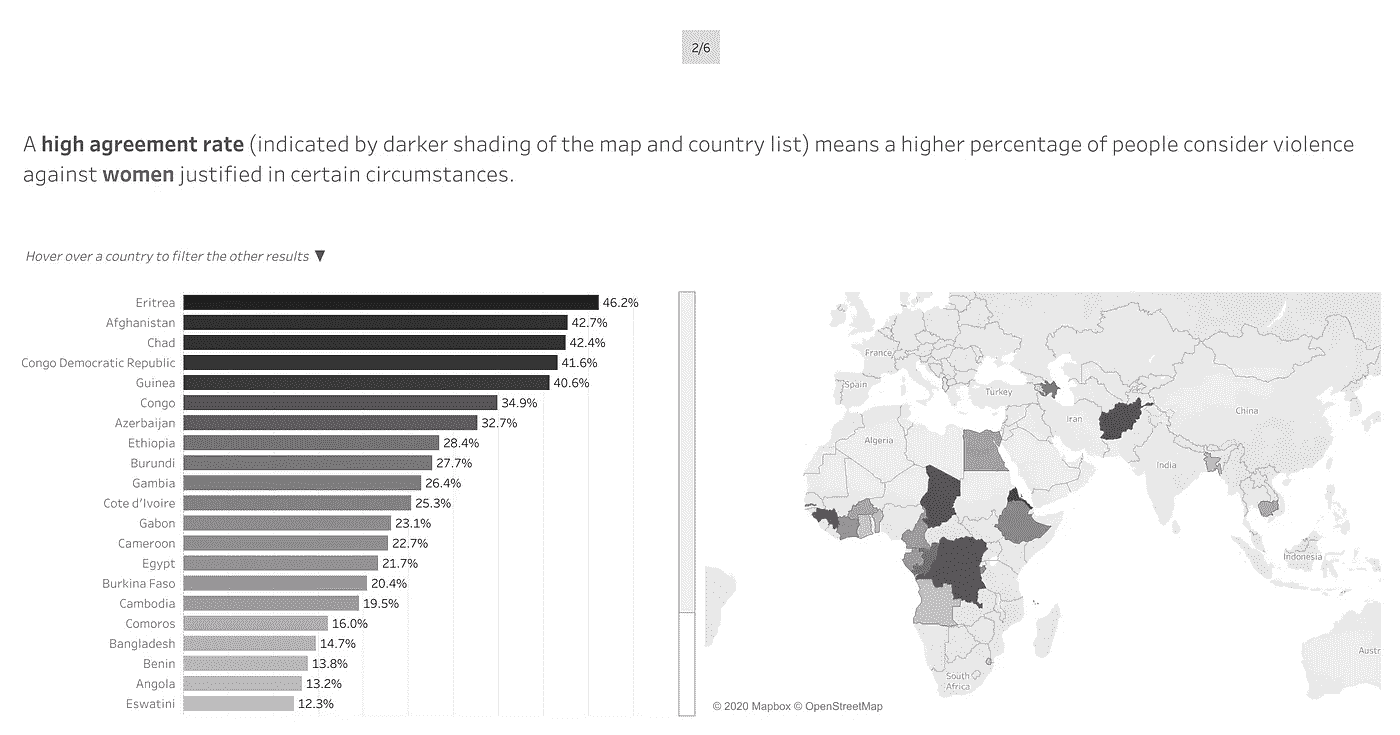 2/6
A high agreement rate (indicated by darker shading of the map and country list) means a higher percentage of people consider violence
against women justified in certain circumstances.
Hover over a country to filter the other results ▼
Eritrea 46.2%
Afghanistan 42.7%
Chad 42.4%
Congo Democratic Republic 41.6%
Guinea 40.6%
Congo 34.9%
Azerbaijan 32.7%
Ethiopia 28.4%
Burundi 27.7%
Gambia 26.4%
Cote d'Ivoire 25.3%
Gabon 23.1%
Cameroon 22.7%
Egypt 21.7%
Burkina Faso 20.4%
Cambodia 19.5%
Comoros 16.0%
Bangladesh 14.7%
Benin 13.8%
Angola 13.2%
Eswatini 12.3%
France
Spain
Turkey
Iran
China
Algeria
India
Indonesia
South
Africa
Austr
© 2020 Mapbox © OpenStreetMap